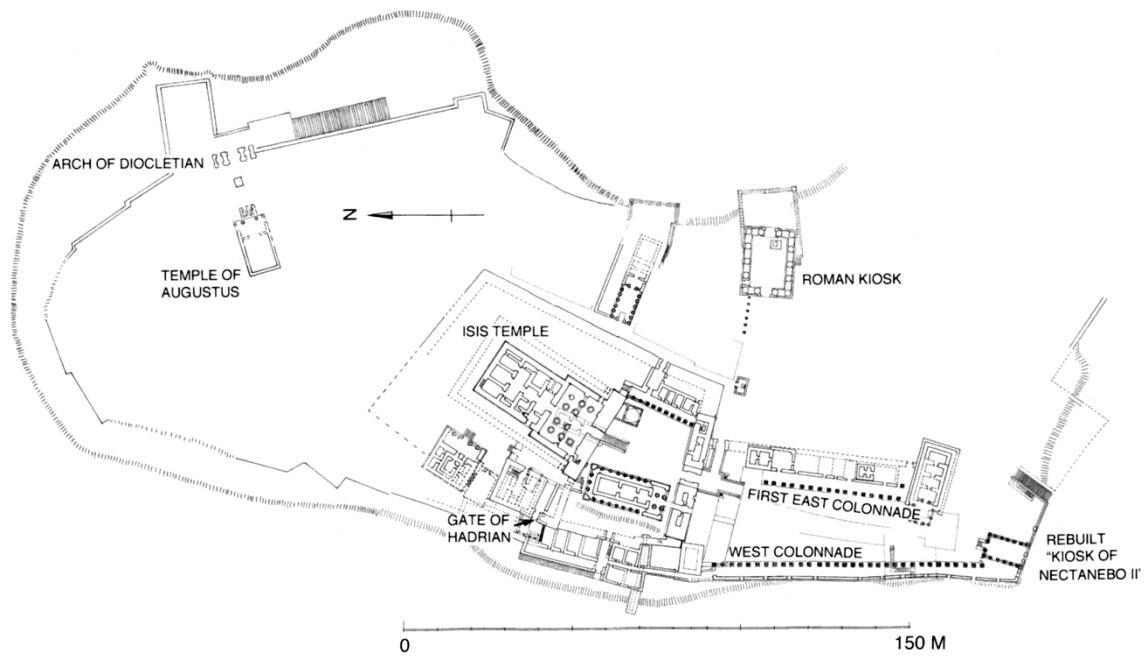 ARCH OF DIOCLETIAN
N
TEMPLE OF
AUGUSTUS
ROMAN KIOSK
ISIS TEMPLE
FIRST EAST COLONNADE
GATE OF
HADRIAN
WEST COLONNADE
REBUILT
"KIOSK OF
NECTANEBO II'
0
150 M